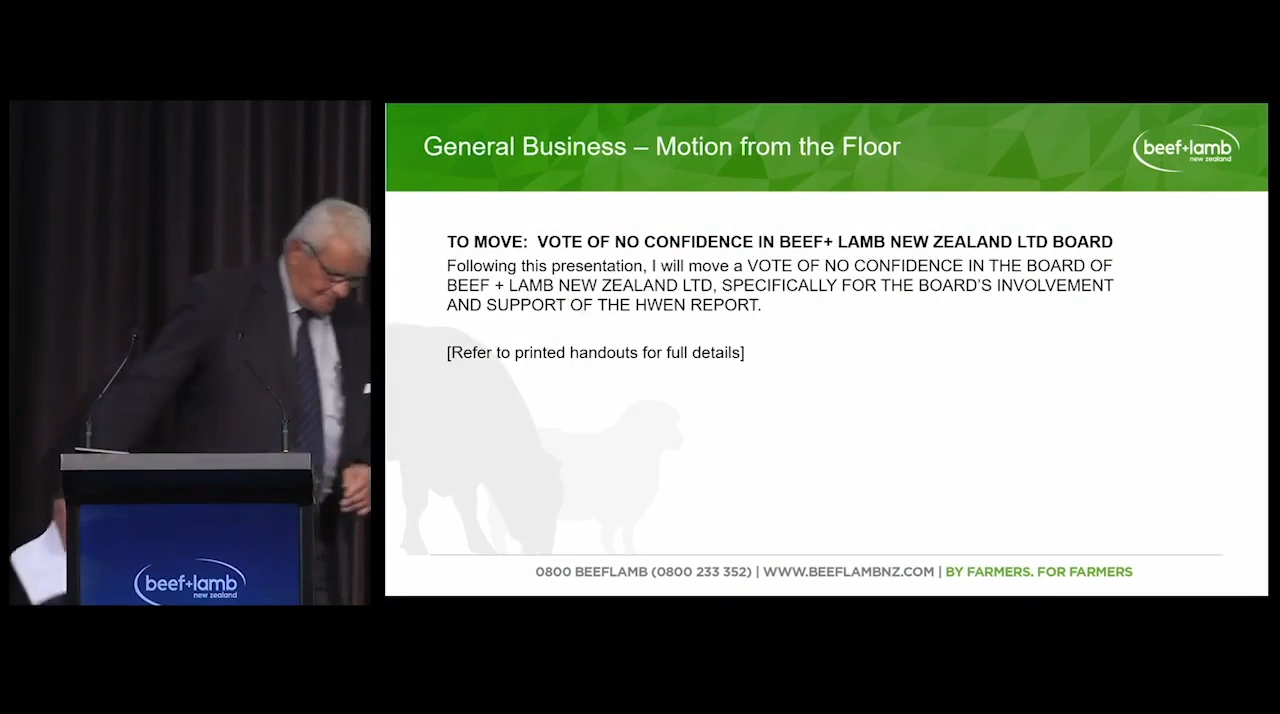 General Business – Motion from the Floor
beef+lamb
new zealand
TO MOVE:  VOTE OF NO CONFIDENCE IN BEEF+ LAMB NEW ZEALAND LTD BOARD
Following this presentation, I will move a VOTE OF NO CONFIDENCE IN THE BOARD OF
BEEF + LAMB NEW ZEALAND LTD, SPECIFICALLY FOR THE BOARD’S INVOLVEMENT
AND SUPPORT OF THE HWEN REPORT.
[Refer to printed handouts for full details]
0800 BEEFLAMB (0800 233 352) | WWW.BEEFLAMBNZ.COM | BY FARMERS. FOR FARMERS
beef+lamb
new zealand